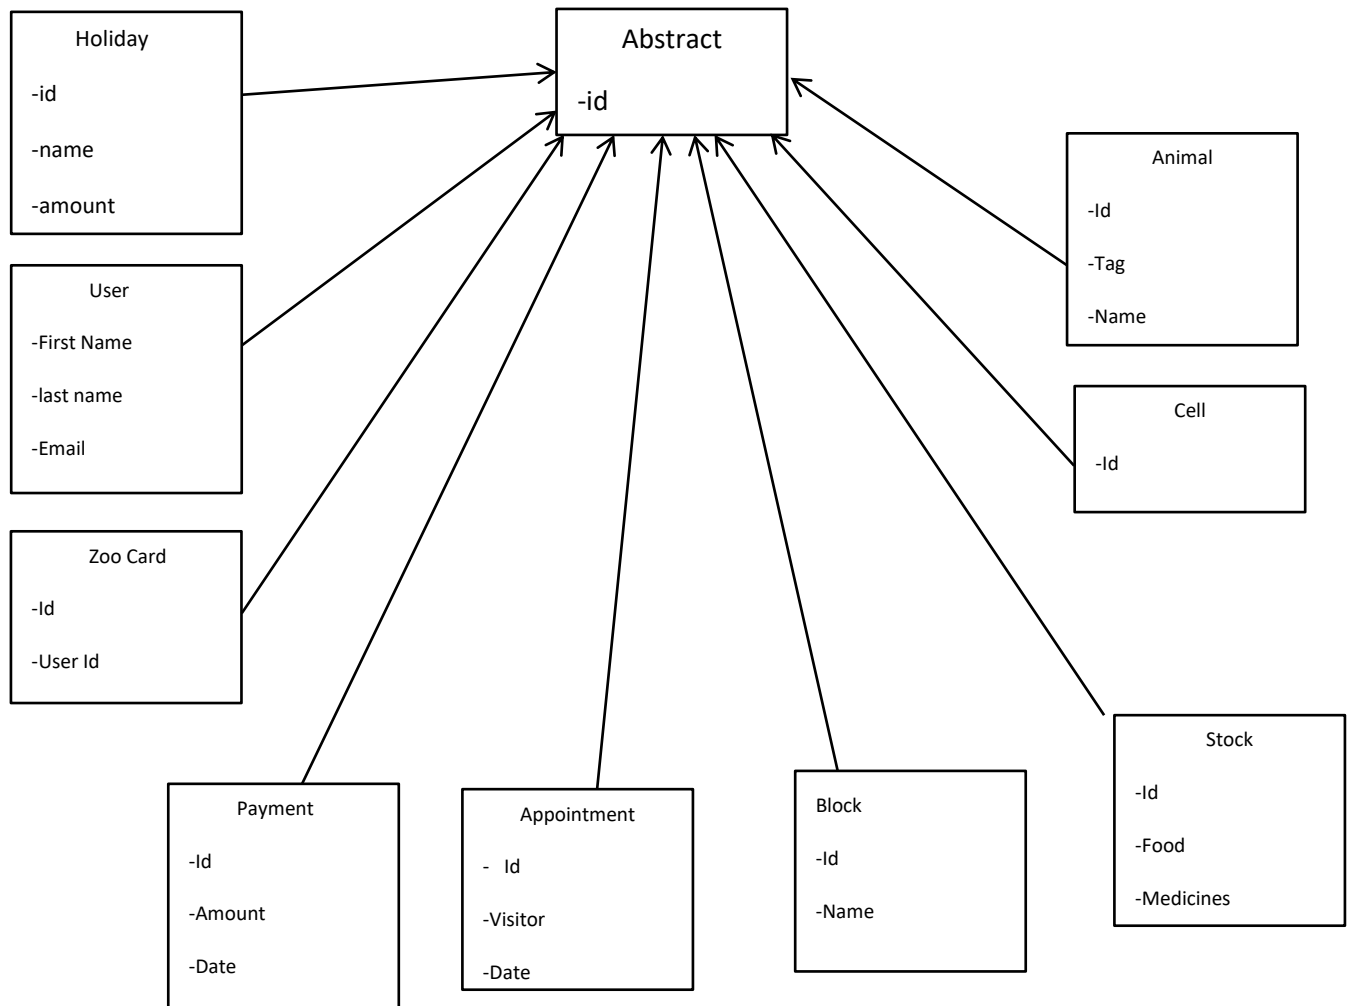 Holiday
-id
-name
-amount
Abstract
-id
Animal
-Id
-Tag
-Name
User
-First Name
-last name
-Email
Cell
-Id
Zoo Card
-Id
-User Id
Payment
-Id
-Amount
-Date
Appointment
- Id
-Visitor
-Date
Block
-Id
-Name
Stock
-Id
-Food
-Medicines